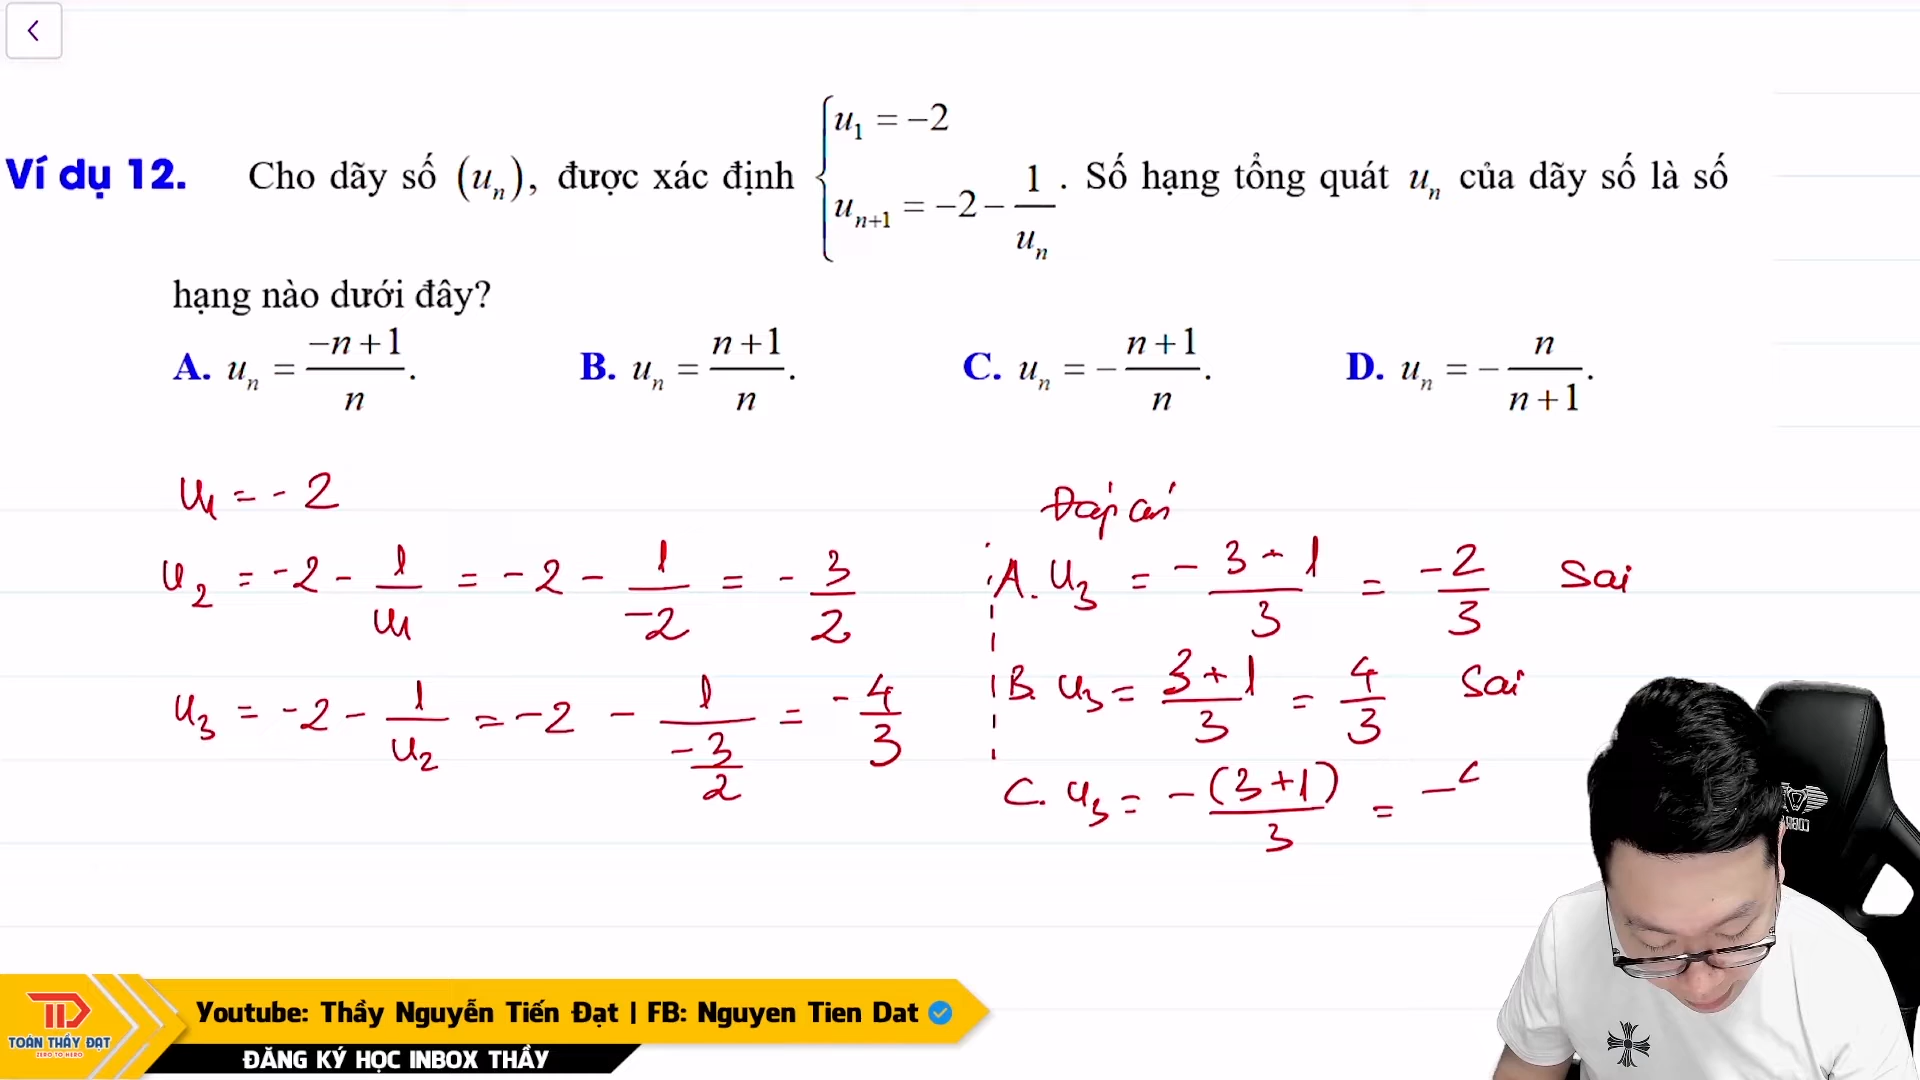 Ví dụ 12. Cho dãy số (uₙ), được xác định { u₁ = −2 ; uₙ₊₁ = −2 − 1/uₙ . Số hạng tổng quát uₙ của dãy số là số
hạng nào dưới đây?
A. uₙ = (−n+1)/n. B. uₙ = (n+1)/n. C. uₙ = −(n+1)/n. D. uₙ = −n/(n+1).
u₁ = −2
u₂ = −2 − 1/u₁ = −2 − 1/−2 = −3/2
u₃ = −2 − 1/u₂ = −2 − 1/(−3/2) = −4/3
Đáp án
A. u₃ = (−3+1)/3 = −2/3 Sai
B. u₃ = (3+1)/3 = 4/3 Sai
C. u₃ = −(3+1)/3 = −
TD
TOÁN THẦY ĐẠT
ZERO TO HERO
Youtube: Thầy Nguyễn Tiến Đạt | FB: Nguyen Tien Dat
ĐĂNG KÝ HỌC INBOX THẦY